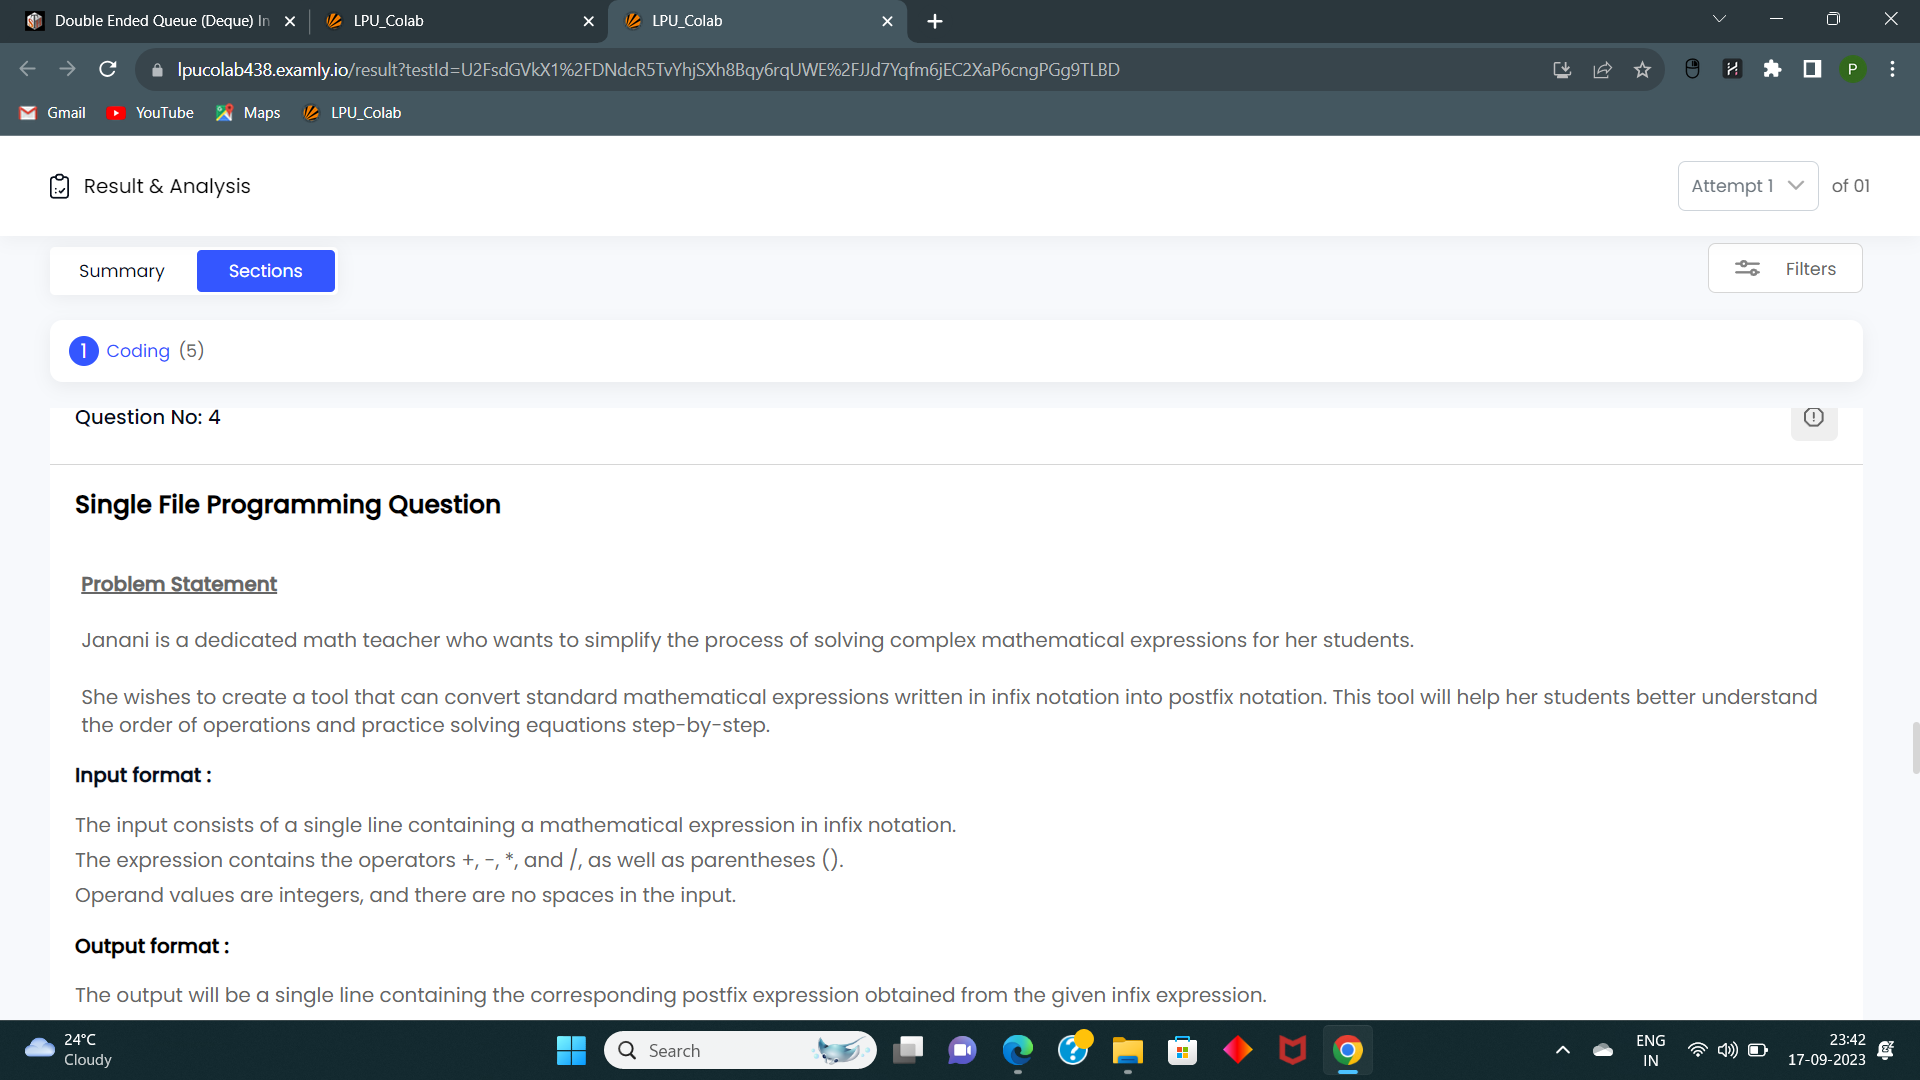 Double Ended Queue (Deque) In
LPU_Colab
LPU_Colab
lpucolab438.examly.io/result?testId=U2FsdGVkX1%2FDNdcR5TvYhjSXh8Bqy6rqUWE%2FJJd7Yqfm6jEC2XaP6cngPGg9TLBD
P
Gmail
YouTube
Maps
LPU_Colab
Result & Analysis
Attempt 1
of 01
Summary
Sections
Filters
1 Coding (5)
Question No: 4
Single File Programming Question
Problem Statement
Janani is a dedicated math teacher who wants to simplify the process of solving complex mathematical expressions for her students.
She wishes to create a tool that can convert standard mathematical expressions written in infix notation into postfix notation. This tool will help her students better understand
the order of operations and practice solving equations step-by-step.
Input format :
The input consists of a single line containing a mathematical expression in infix notation.
The expression contains the operators +, -, *, and /, as well as parentheses ().
Operand values are integers, and there are no spaces in the input.
Output format :
The output will be a single line containing the corresponding postfix expression obtained from the given infix expression.
24°C
Cloudy
Search
ENG
IN
23:42
17-09-2023